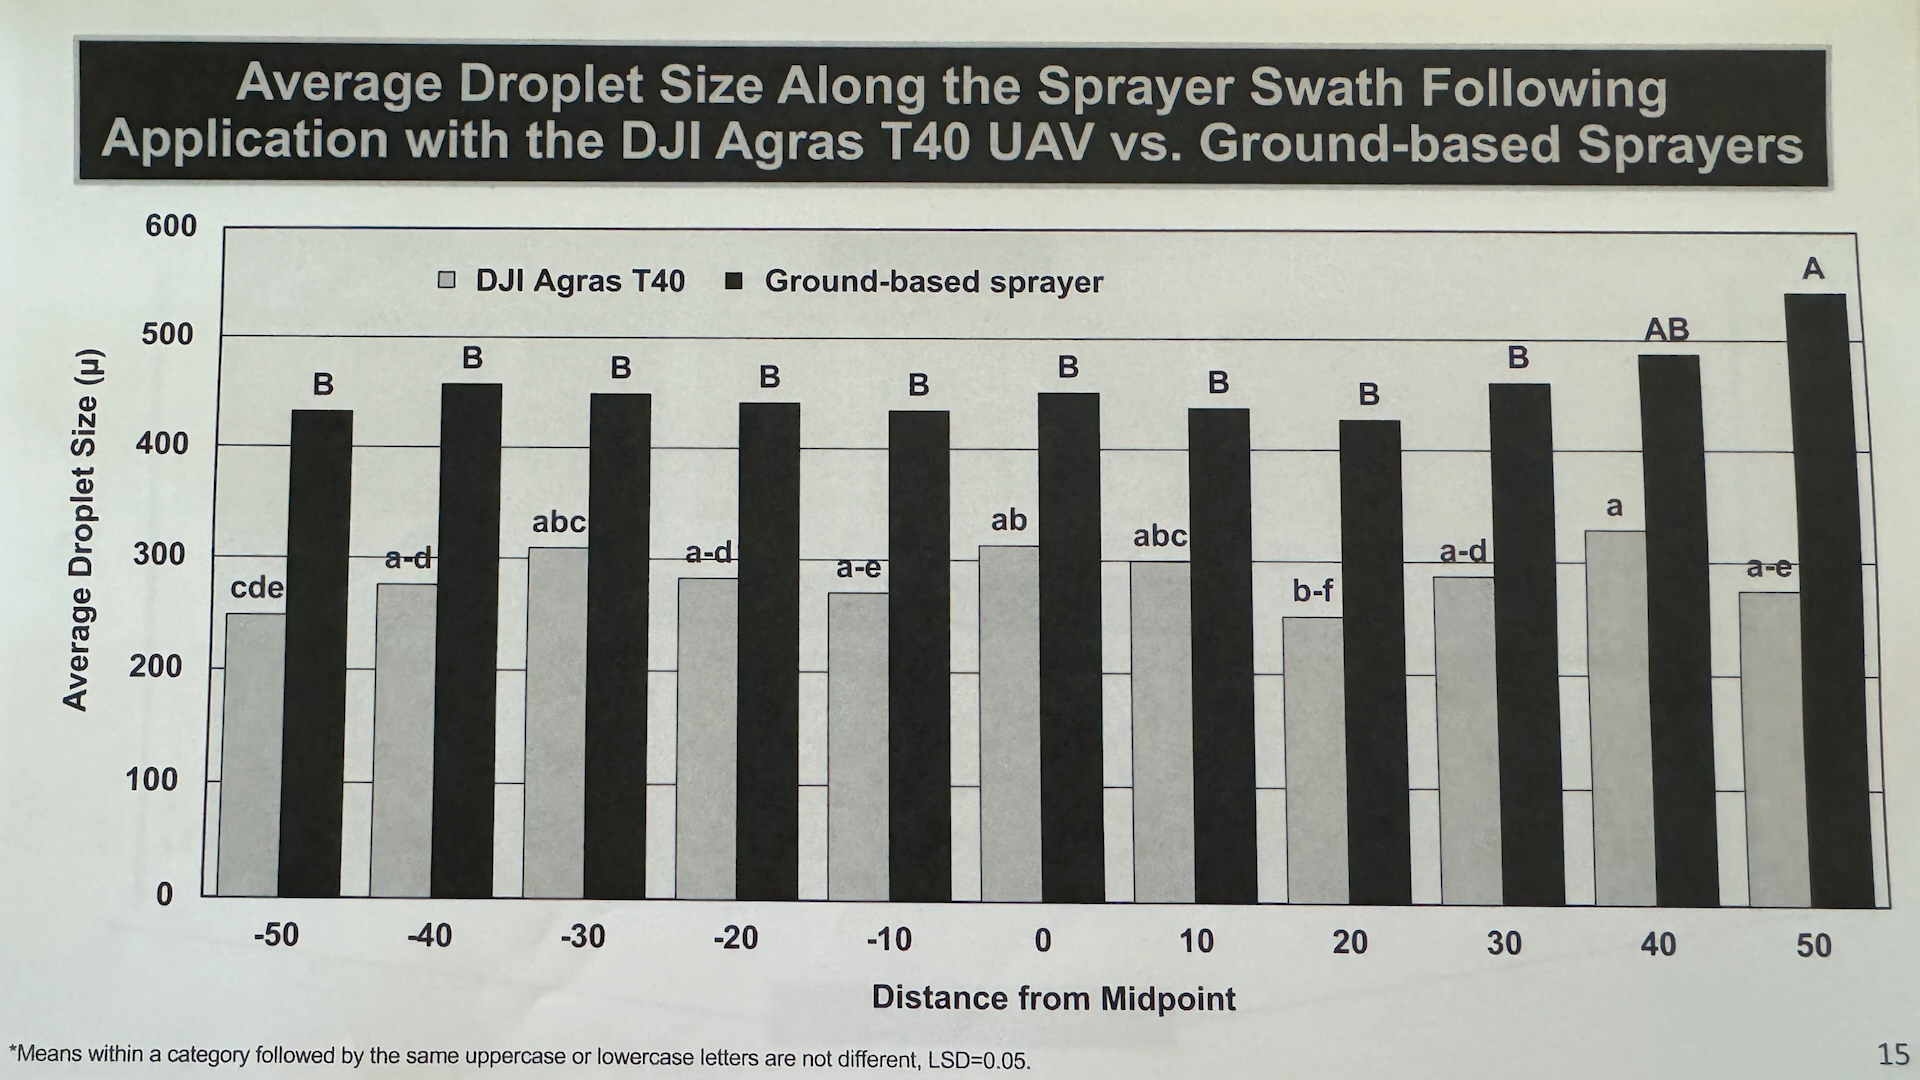 Average Droplet Size Along the Sprayer Swath Following
Application with the DJI Agras T40 UAV vs. Ground-based Sprayers
600
500
400
300
200
100
0
Average Droplet Size (µ)
DJI Agras T40
Ground-based sprayer
cde
B
a-d
B
abc
B
a-d
B
a-e
B
ab
B
abc
B
b-f
B
a-d
B
a
AB
a-e
A
-50
-40
-30
-20
-10
0
10
20
30
40
50
Distance from Midpoint
*Means within a category followed by the same uppercase or lowercase letters are not different, LSD=0.05.
15